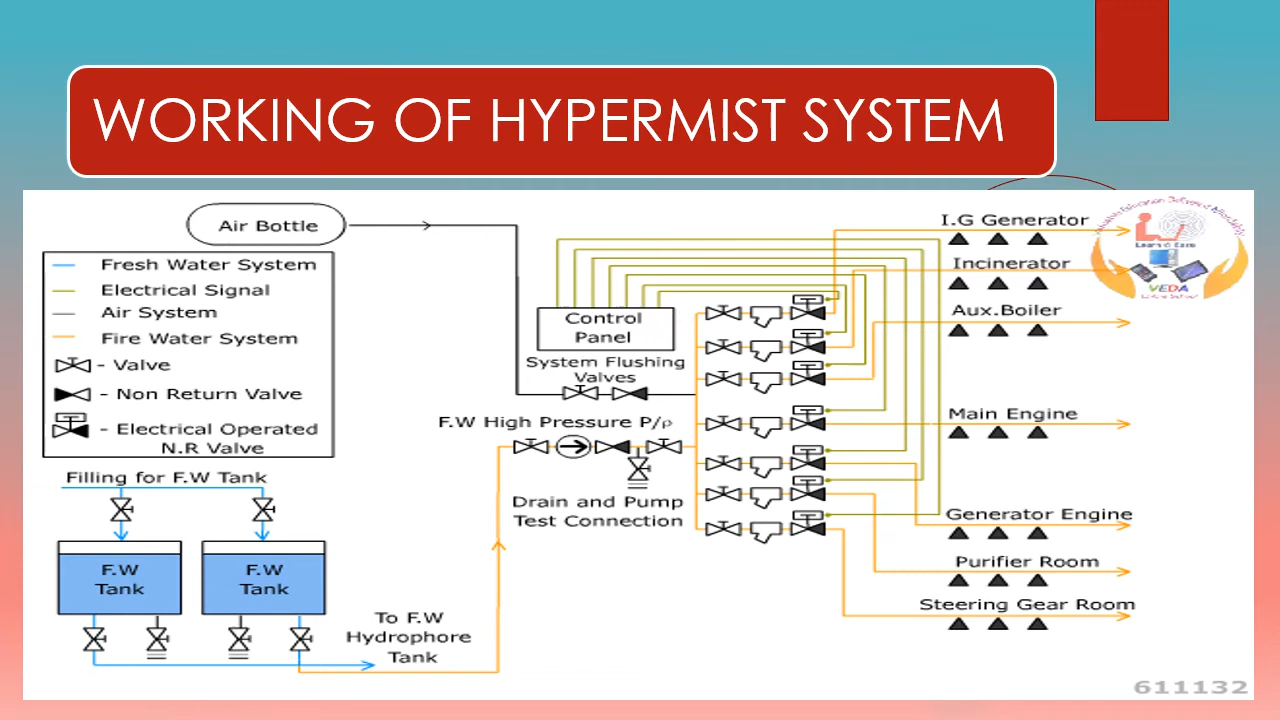 WORKING OF HYPERMIST SYSTEM
Air Bottle
Fresh Water System
Electrical Signal
Air System
Fire Water System
- Valve
- Non Return Valve
- Electrical Operated
N.R Valve
Filling for F.W Tank
F.W
Tank
F.W
Tank
To F.W
Hydrophore
Tank
Control
Panel
System Flushing
Valves
F.W High Pressure P/ρ
Drain and Pump
Test Connection
I.G Generator
Incinerator
Aux.Boiler
Main Engine
Generator Engine
Purifier Room
Steering Gear Room
Learn @ Ease
VEDA
611132